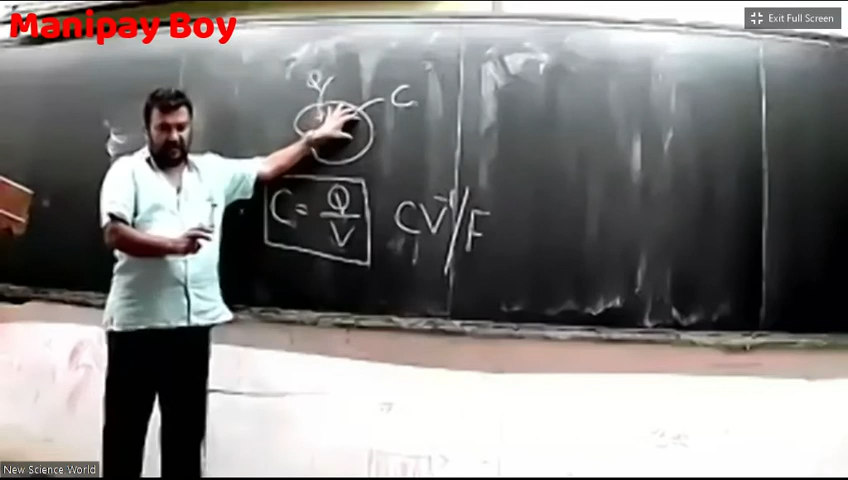 Manipay Boy
Exit Full Screen
Q
C
C = Q/V
CV⁻¹/F
New Science World